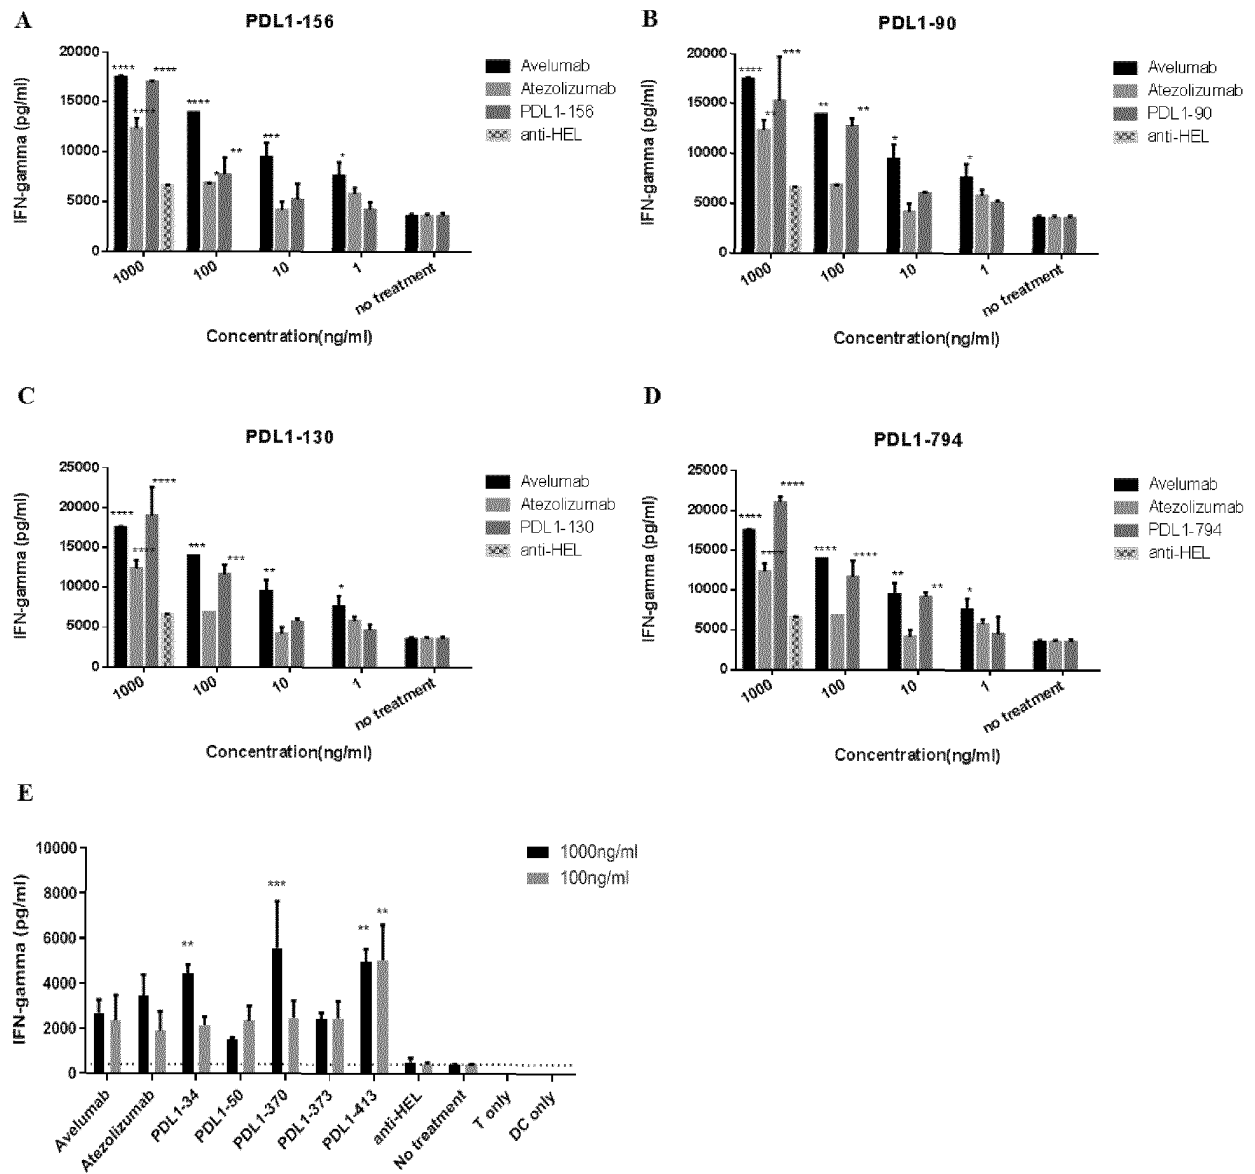 A
PDL1-156
IFN-gamma (pg/ml)
20000
15000
10000
5000
0
**** **** ****
**** * **
***
*
1000 100 10 1 no treatment
Concentration(ng/ml)
Avelumab
Atezolizumab
PDL1-156
anti-HEL
B
PDL1-90
IFN-gamma (pg/ml)
20000
15000
10000
5000
0
**** ** ***
** **
*
*
1000 100 10 1 no treatment
Concentration(ng/ml)
Avelumab
Atezolizumab
PDL1-90
anti-HEL
C
PDL1-130
IFN-gamma (pg/ml)
25000
20000
15000
10000
5000
0
**** **** ****
*** ***
**
*
1000 100 10 1 no treatment
Concentration(ng/ml)
Avelumab
Atezolizumab
PDL1-130
anti-HEL
D
PDL1-794
IFN-gamma (pg/ml)
25000
20000
15000
10000
5000
0
**** **** ****
**** ****
** **
*
1000 100 10 1 no treatment
Concentration(ng/ml)
Avelumab
Atezolizumab
PDL1-794
anti-HEL
E
IFN-gamma (pg/ml)
10000
8000
6000
4000
2000
0
** *** ** **
Avelumab Atezolizumab PDL1-34 PDL1-50 PDL1-370 PDL1-373 PDL1-413 anti-HEL No treatment T only DC only
1000ng/ml
100ng/ml